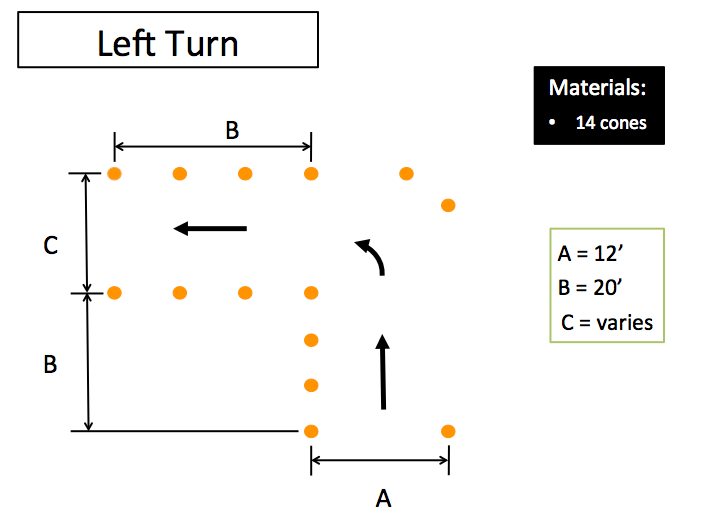 Left Turn
Materials:
• 14 cones
B
C
A = 12’
B = 20’
C = varies
B
A